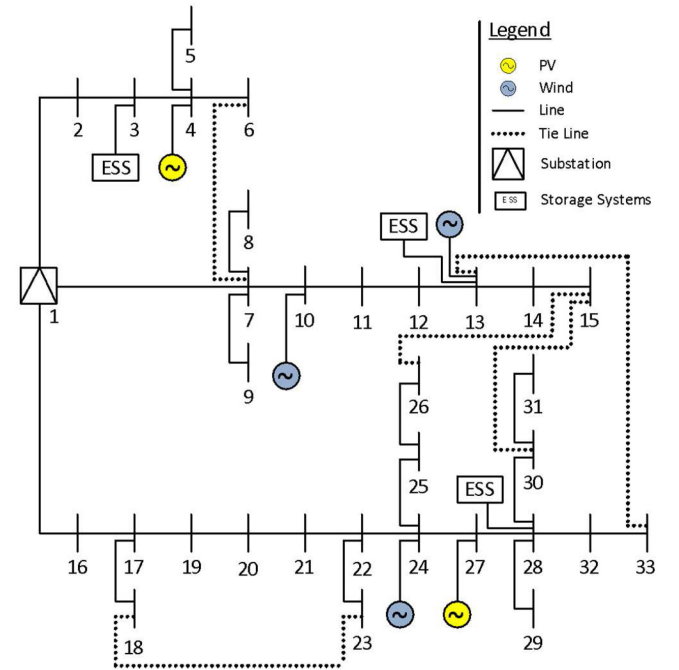 5
Legend
PV
Wind
Line
Tie Line
Substation
ESS Storage Systems
2 3 4 6
ESS
8
ESS
1 7 10 11 12 13 14 15
9
26 31
25 30
ESS
16 17 19 20 21 22 24 27 28 32 33
18 23 29